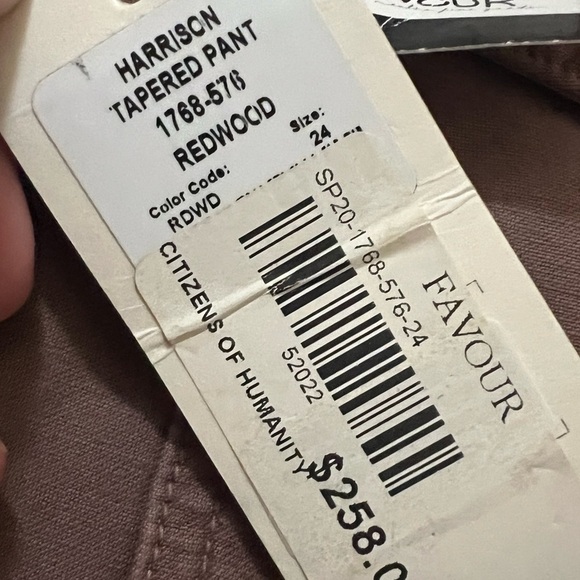 HARRISON
TAPERED PANT
1768-576
REDWOOD
Color Code:
RDWD
Size:
24
SP20-1768-576-24
52022
CITIZENS OF HUMANITY
FAVOUR
$258.0